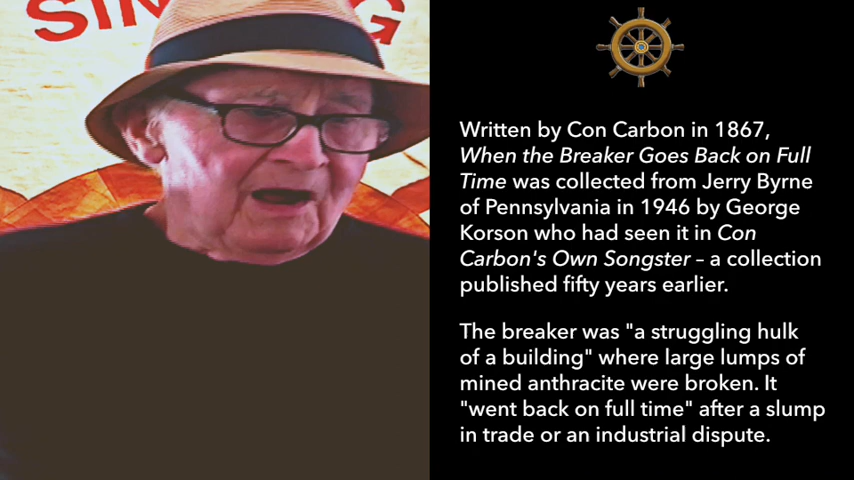 Written by Con Carbon in 1867,
When the Breaker Goes Back on Full
Time was collected from Jerry Byrne
of Pennsylvania in 1946 by George
Korson who had seen it in Con
Carbon's Own Songster – a collection
published fifty years earlier.
The breaker was "a struggling hulk
of a building" where large lumps of
mined anthracite were broken. It
"went back on full time" after a slump
in trade or an industrial dispute.